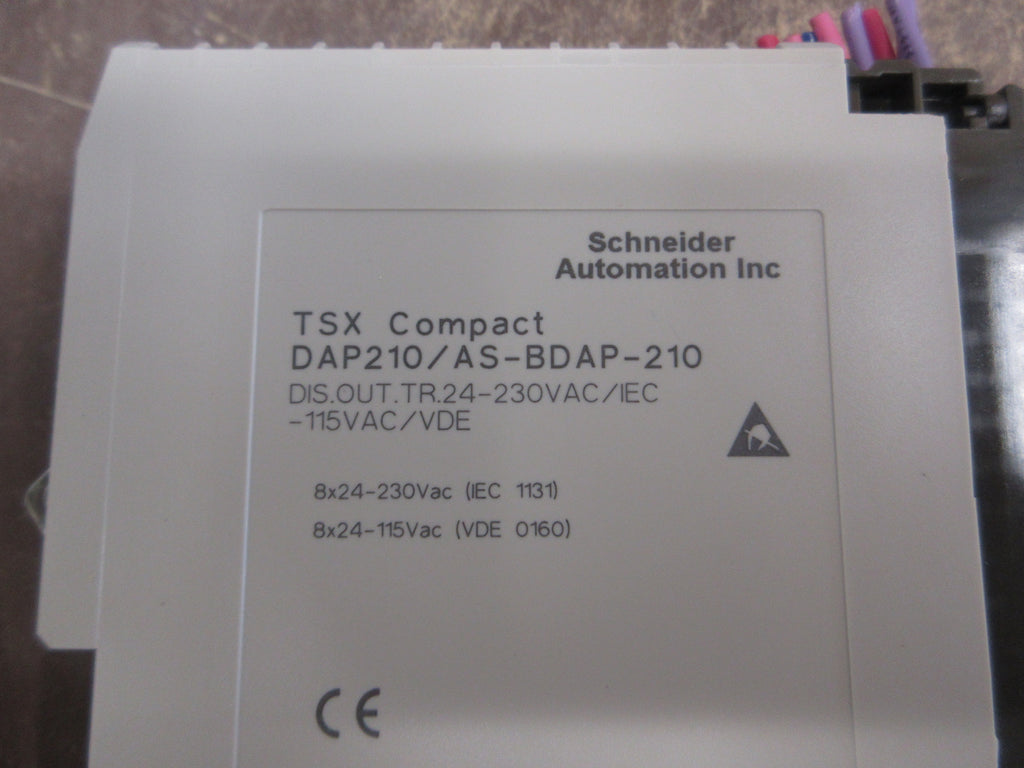 Schneider
Automation Inc
TSX Compact
DAP210/AS-BDAP-210
DIS.OUT.TR.24-230VAC/IEC
-115VAC/VDE
8x24-230Vac (IEC 1131)
8x24-115Vac (VDE 0160)
CE